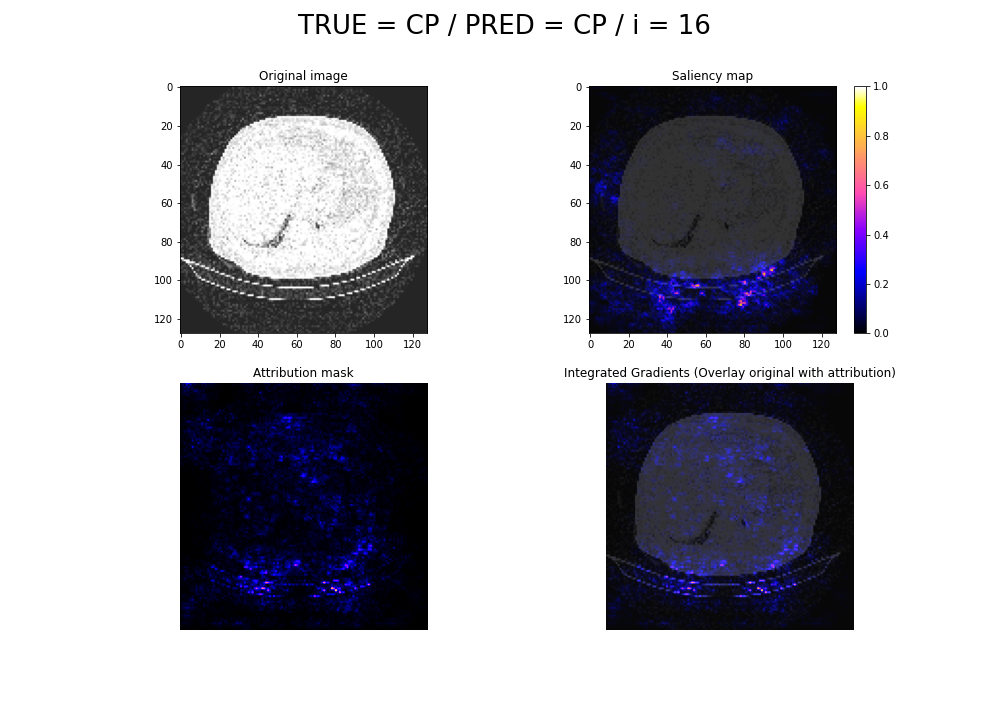 TRUE = CP / PRED = CP / i = 16
Original image
0
20
40
60
80
100
120
0 20 40 60 80 100 120
Saliency map
0
20
40
60
80
100
120
0 20 40 60 80 100 120
1.0
0.8
0.6
0.4
0.2
0.0
Attribution mask
Integrated Gradients (Overlay original with attribution)